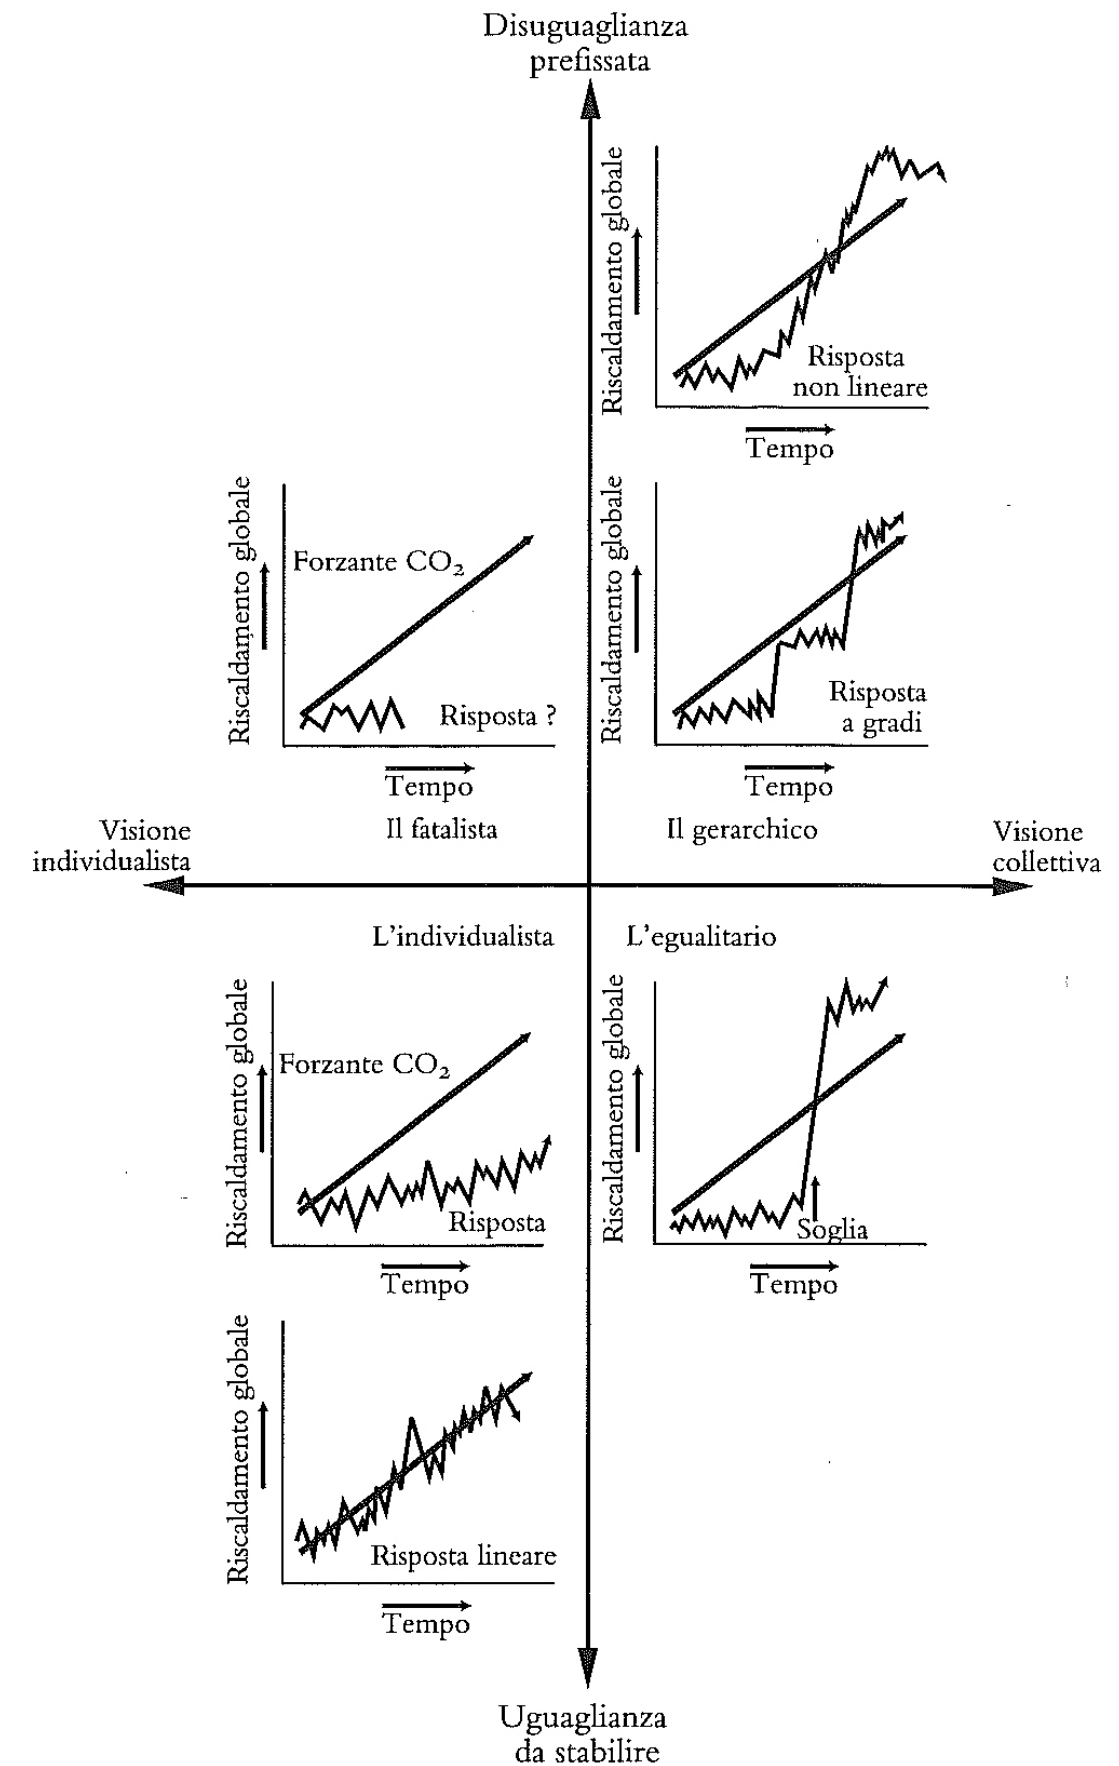 Disuguaglianza
prefissata
Riscaldamento globale
Risposta
non lineare
Tempo
Riscaldamento globale
Forzante CO₂
Risposta ?
Tempo
Riscaldamento globale
Risposta
a gradi
Tempo
Visione
individualista
Il fatalista
Il gerarchico
Visione
collettiva
L'individualista
L'egualitario
Riscaldamento globale
Forzante CO₂
Risposta
Tempo
Riscaldamento globale
Soglia
Tempo
Riscaldamento globale
Risposta lineare
Tempo
Uguaglianza
da stabilire